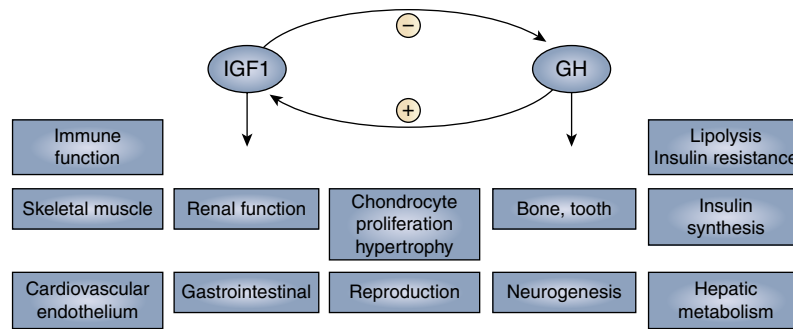 −
IGF1
GH
+
Immune
function
Lipolysis
Insulin resistance
Skeletal muscle
Renal function
Chondrocyte
proliferation
hypertrophy
Bone, tooth
Insulin
synthesis
Cardiovascular
endothelium
Gastrointestinal
Reproduction
Neurogenesis
Hepatic
metabolism